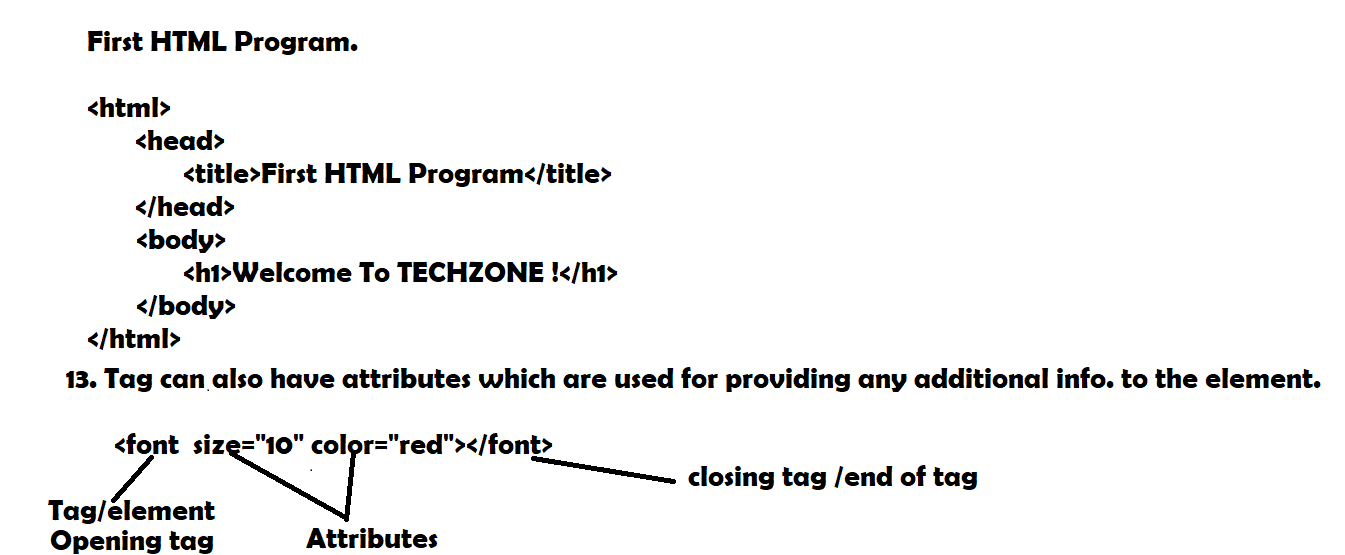 First HTML Program.
<html>
<head>
<title>First HTML Program</title>
</head>
<body>
<h1>Welcome To TECHZONE !</h1>
</body>
</html>
13. Tag can also have attributes which are used for providing any additional info. to the element.
<font size="10" color="red"></font>
closing tag /end of tag
Tag/element
Opening tag
Attributes